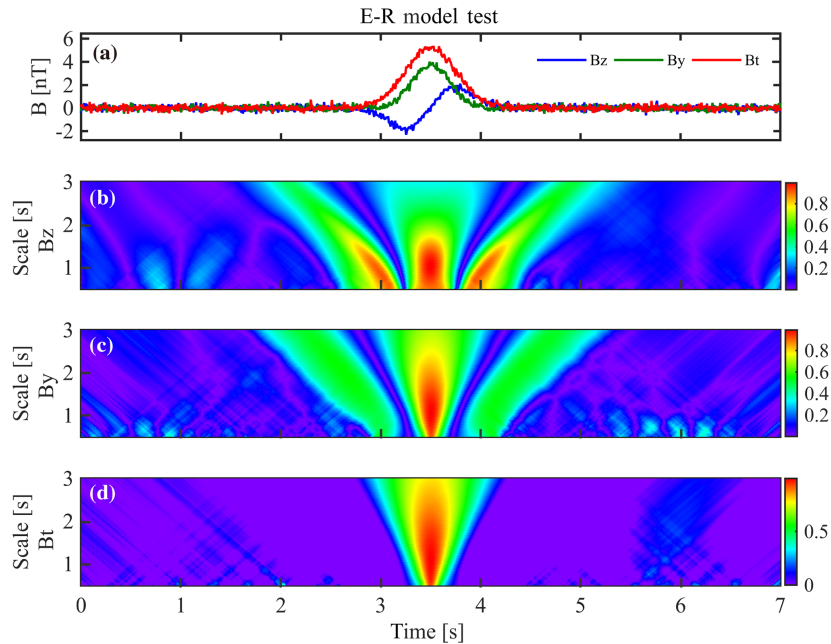 E-R model test
(a)
B [nT]
6
4
2
0
-2
Bz
By
Bt
(b)
Scale [s]
Bz
3
2
1
0.8
0.6
0.4
0.2
(c)
Scale [s]
By
3
2
1
0.8
0.6
0.4
0.2
(d)
Scale [s]
Bt
3
2
1
0.5
0
0 1 2 3 4 5 6 7
Time [s]